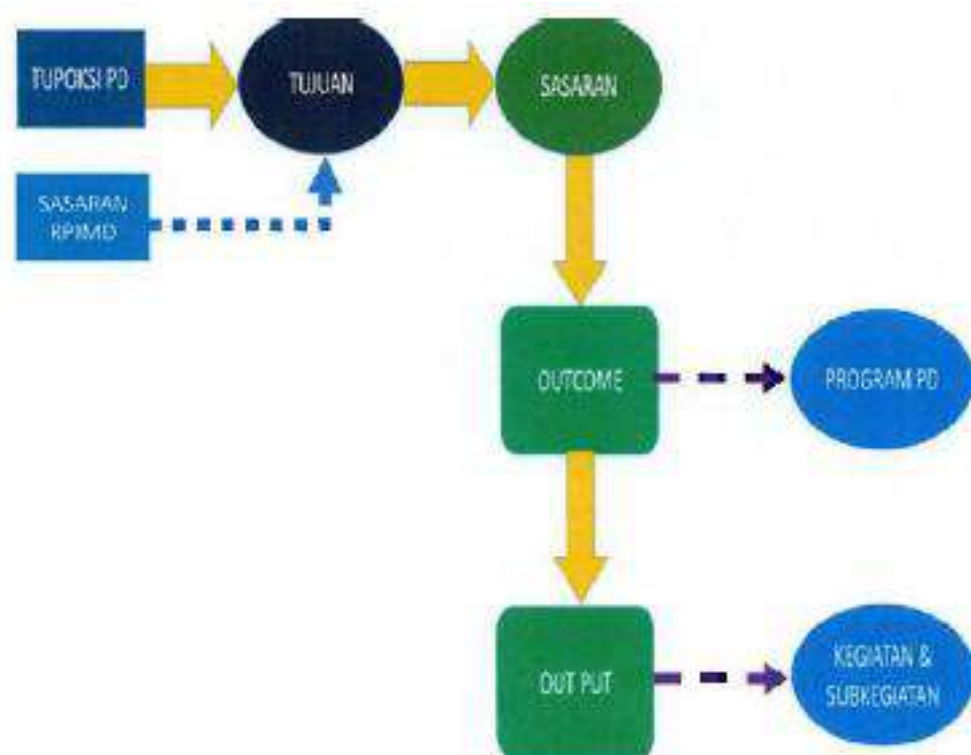 TUPOKSI PD
TUJUAN
SASARAN
SASARAN
RPJMD
OUTCOME
PROGRAM PD
OUT PUT
KEGIATAN &
SUBKEGIATAN